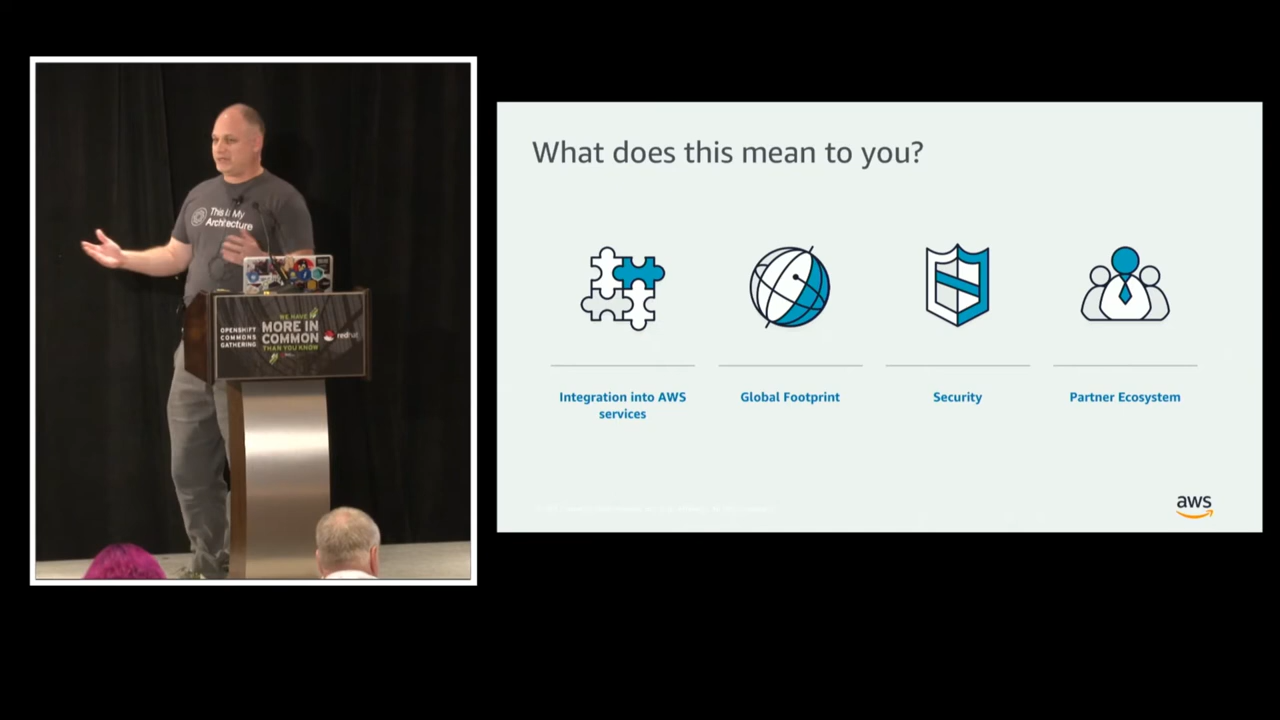 This Is My
Architecture
OPENSHIFT
COMMONS
GATHERING
WE HAVE
MORE IN
COMMON
THAN YOU KNOW
redhat
What does this mean to you?
Integration into AWS
services
Global Footprint
Security
Partner Ecosystem
aws